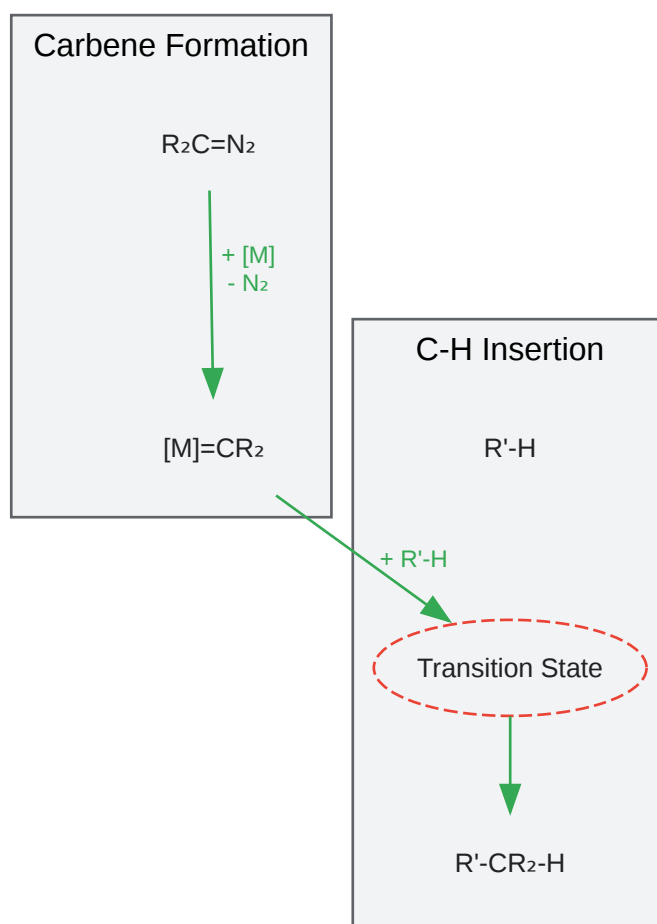 Carbene Formation
R₂C=N₂
+ [M]
- N₂
[M]=CR₂
C-H Insertion
R'-H
+ R'-H
Transition State
R'-CR₂-H